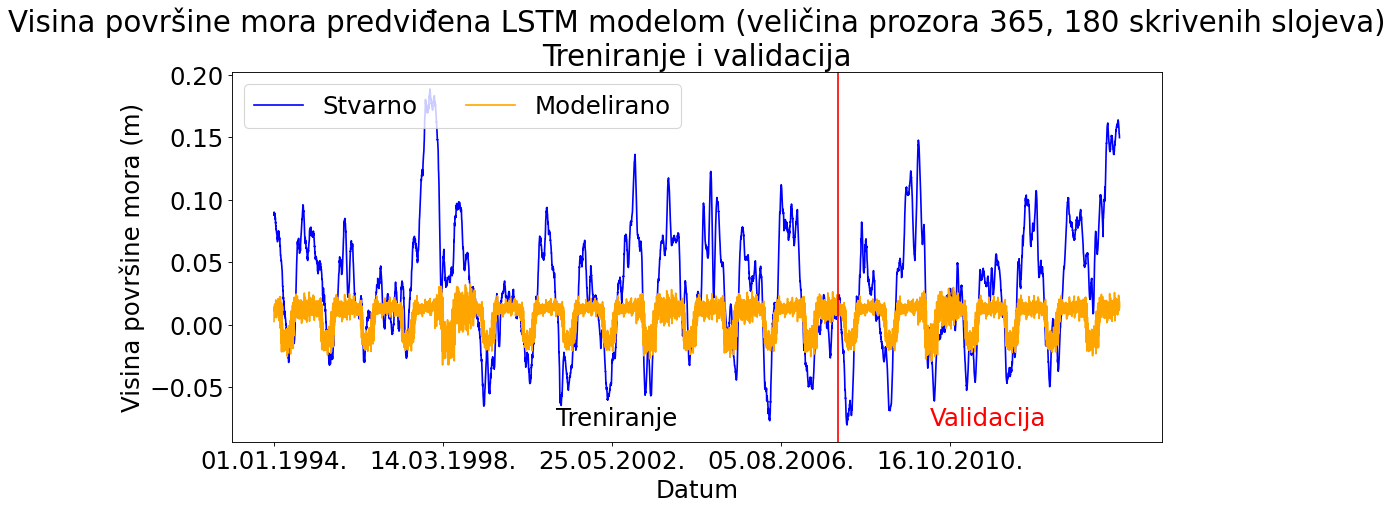 Visina površine mora predviđena LSTM modelom (veličina prozora 365, 180 skrivenih slojeva)
Treniranje i validacija
Stvarno
Modelirano
Visina površine mora (m)
0.20
0.15
0.10
0.05
0.00
−0.05
Treniranje
Validacija
01.01.1994.
14.03.1998.
25.05.2002.
05.08.2006.
16.10.2010.
Datum